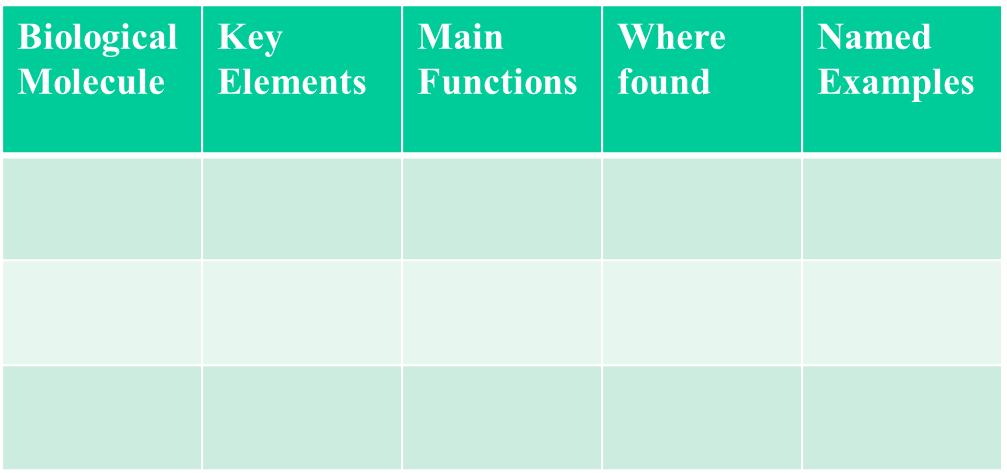 Biological
Molecule
Key
Elements
Main
Functions
Where
found
Named
Examples